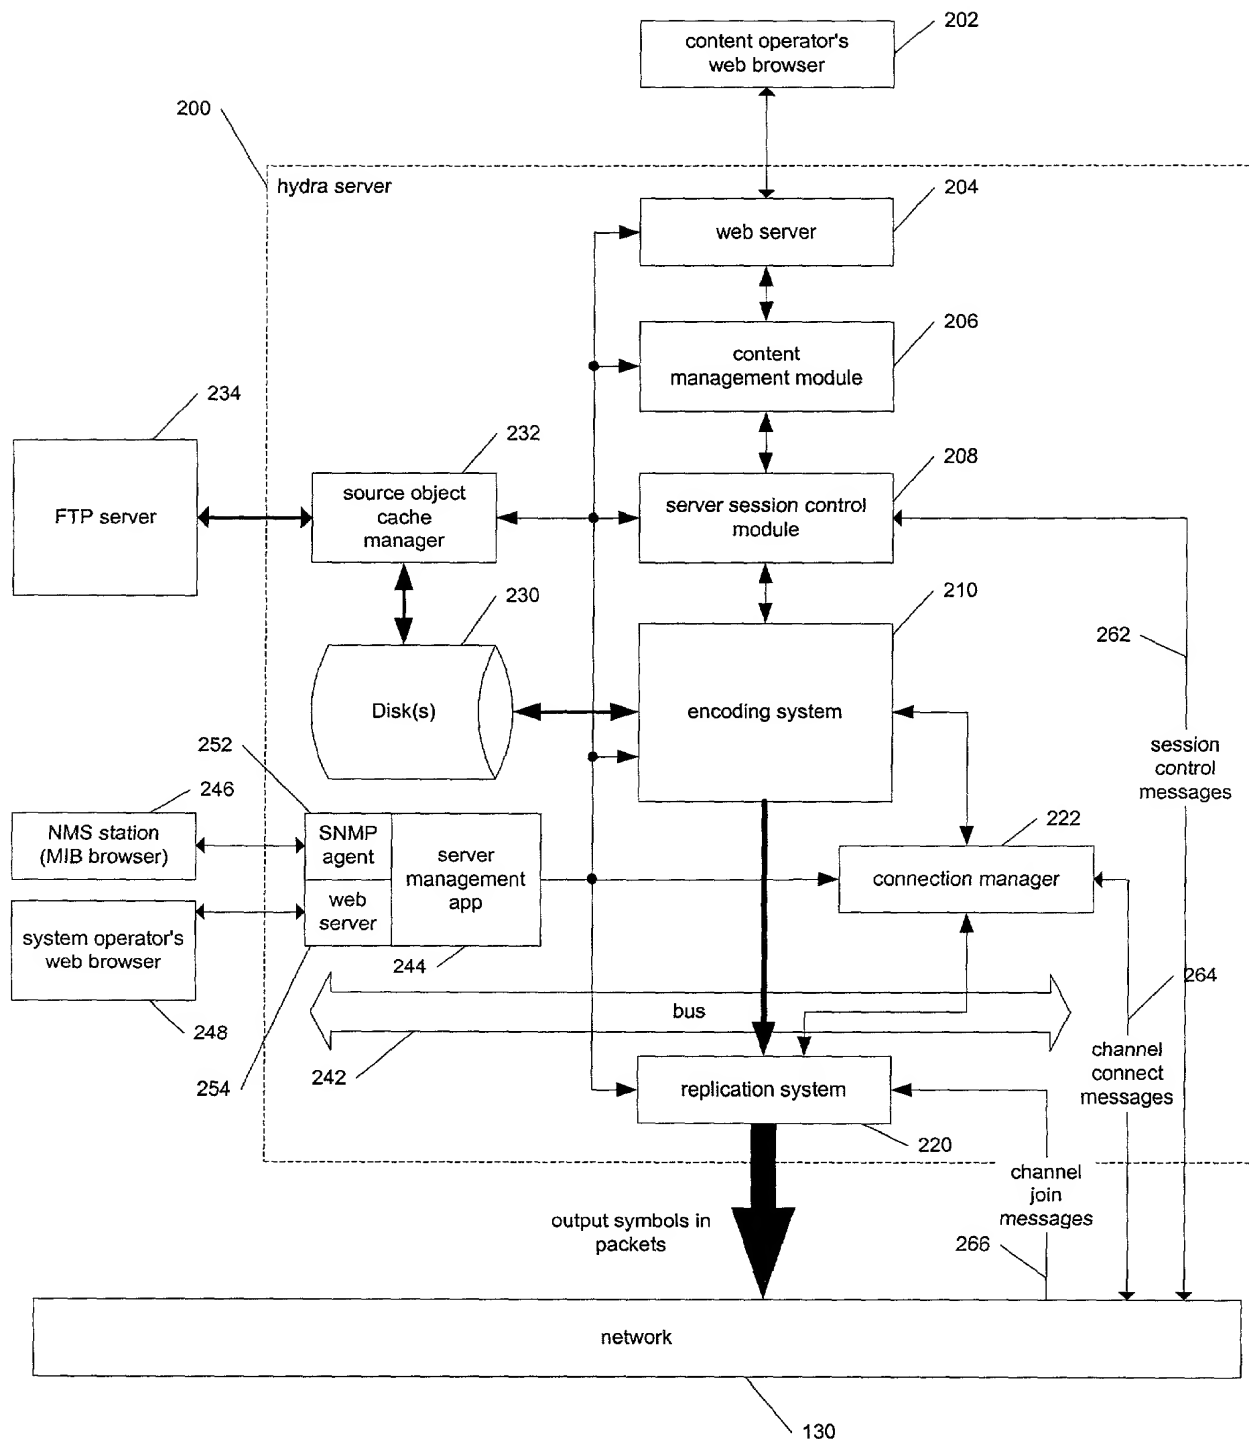 202
content operator's
web browser
200
hydra server
204
web server
206
content
management module
234
FTP server
232
source object
cache
manager
208
server session control
module
230
Disk(s)
210
encoding system
262
session
control
messages
252
246
NMS station
(MIB browser)
SNMP
agent
web
server
server
management
app
222
connection manager
system operator's
web browser
248
244
264
bus
254
242
channel
connect
messages
replication system
220
channel
join
messages
output symbols in
packets
266
network
130